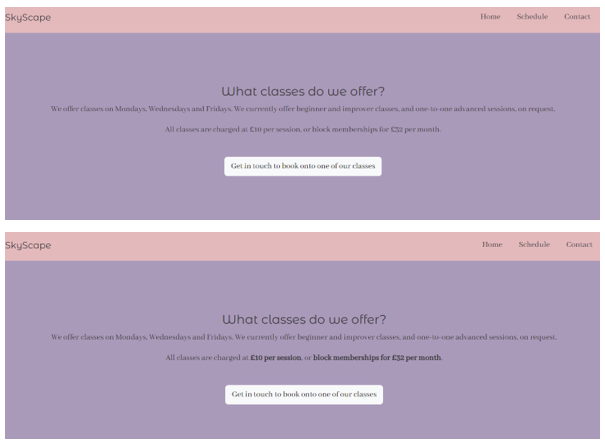 SkyScape
Home Schedule Contact
What classes do we offer?
We offer classes on Mondays, Wednesdays and Fridays. We currently offer beginner and improver classes, and one-to-one advanced sessions, on request.
All classes are charged at £10 per session, or block memberships for £32 per month.
Get in touch to book onto one of our classes
SkyScape
Home Schedule Contact
What classes do we offer?
We offer classes on Mondays, Wednesdays and Fridays. We currently offer beginner and improver classes, and one-to-one advanced sessions, on request.
All classes are charged at £10 per session, or block memberships for £32 per month.
Get in touch to book onto one of our classes